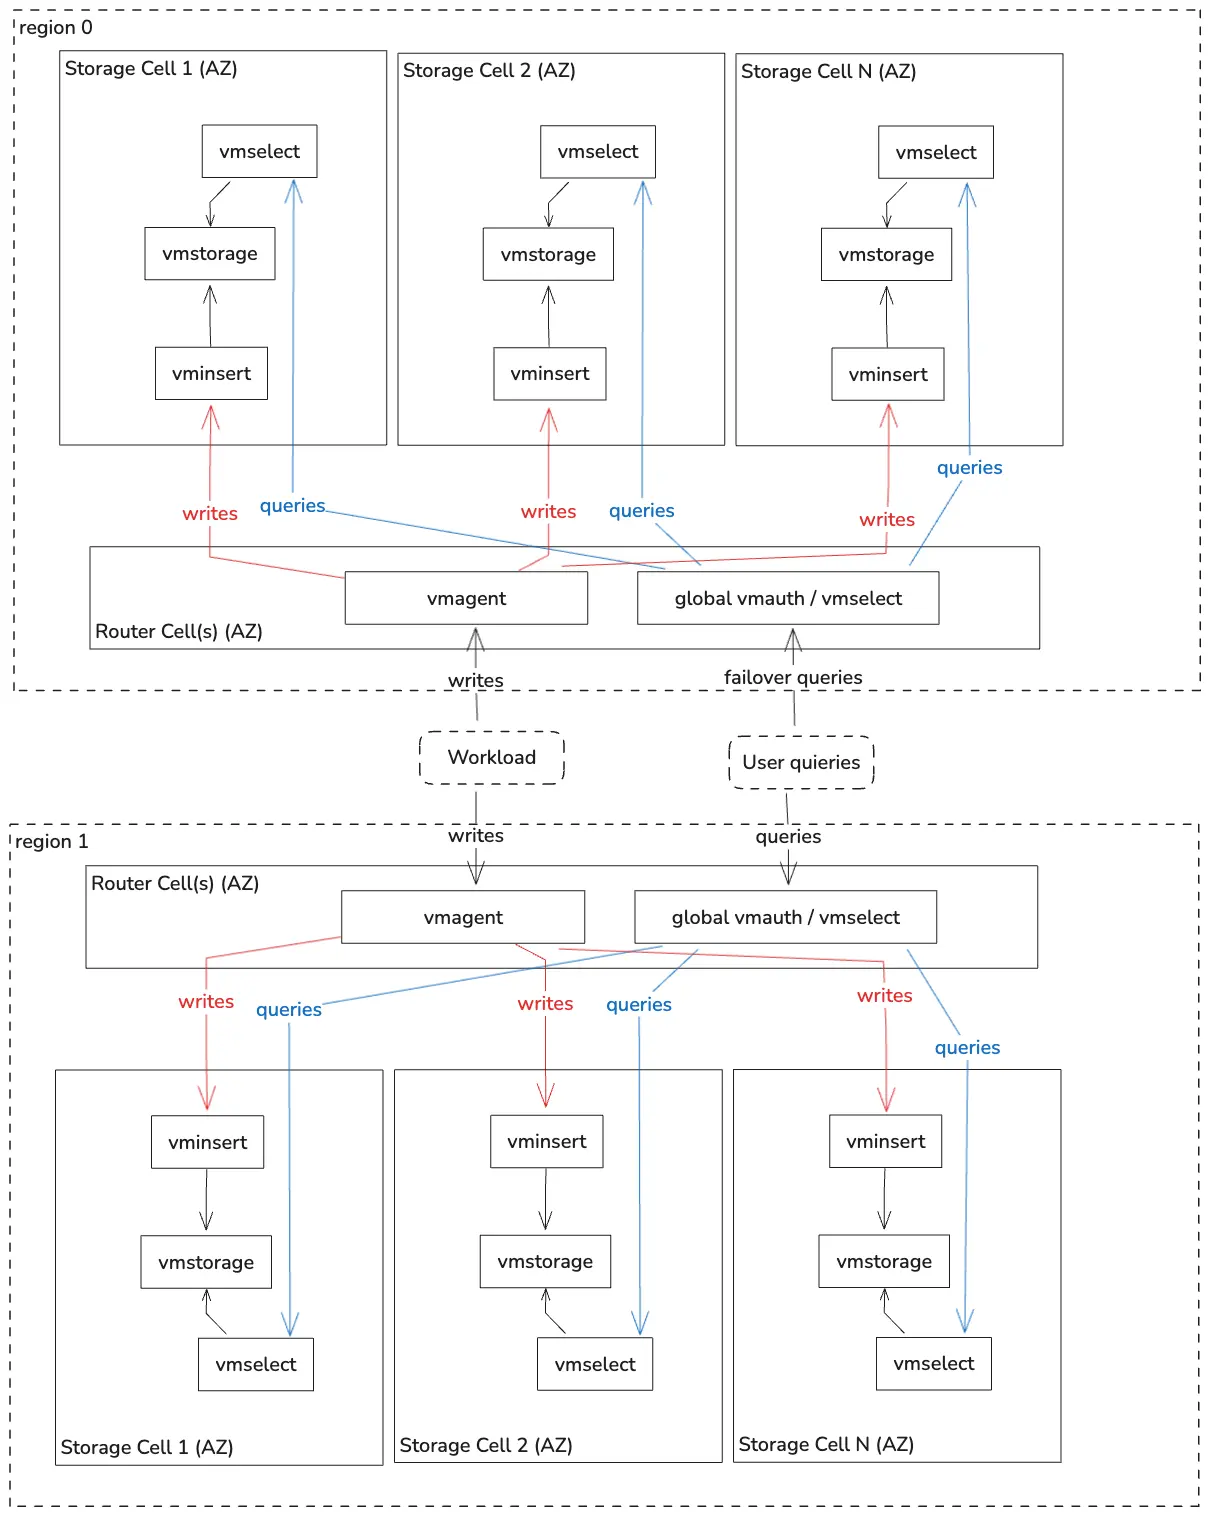 region 0
Storage Cell 1 (AZ)
Storage Cell 2 (AZ)
Storage Cell N (AZ)
vmselect
vmselect
vmselect
vmstorage
vmstorage
vmstorage
vminsert
vminsert
vminsert
writes
queries
writes
queries
writes
queries
vmagent
global vmauth / vmselect
Router Cell(s) (AZ)
writes
failover queries
Workload
User quieries
writes
queries
region 1
Router Cell(s) (AZ)
vmagent
global vmauth / vmselect
writes
queries
writes
queries
writes
queries
vminsert
vminsert
vminsert
vmstorage
vmstorage
vmstorage
vmselect
vmselect
vmselect
Storage Cell 1 (AZ)
Storage Cell 2 (AZ)
Storage Cell N (AZ)